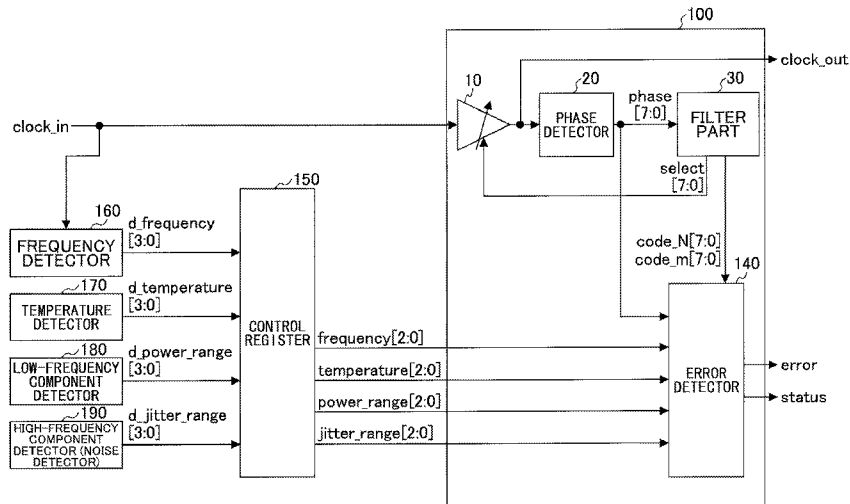 100
clock_out
10
20
30
phase
[7:0]
clock_in
PHASE
DETECTOR
FILTER
PART
select
[7:0]
150
160
d_frequency
[3:0]
FREQUENCY
DETECTOR
code_N[7:0]
code_m[7:0]
140
170
d_temperature
[3:0]
TEMPERATURE
DETECTOR
CONTROL
REGISTER
frequency[2:0]
180
d_power_range
[3:0]
LOW-FREQUENCY
COMPONENT
DETECTOR
temperature[2:0]
ERROR
DETECTOR
error
status
power_range[2:0]
190
d_jitter_range
[3:0]
HIGH-FREQUENCY
COMPONENT
DETECTOR (NOISE
DETECTOR)
jitter_range[2:0]